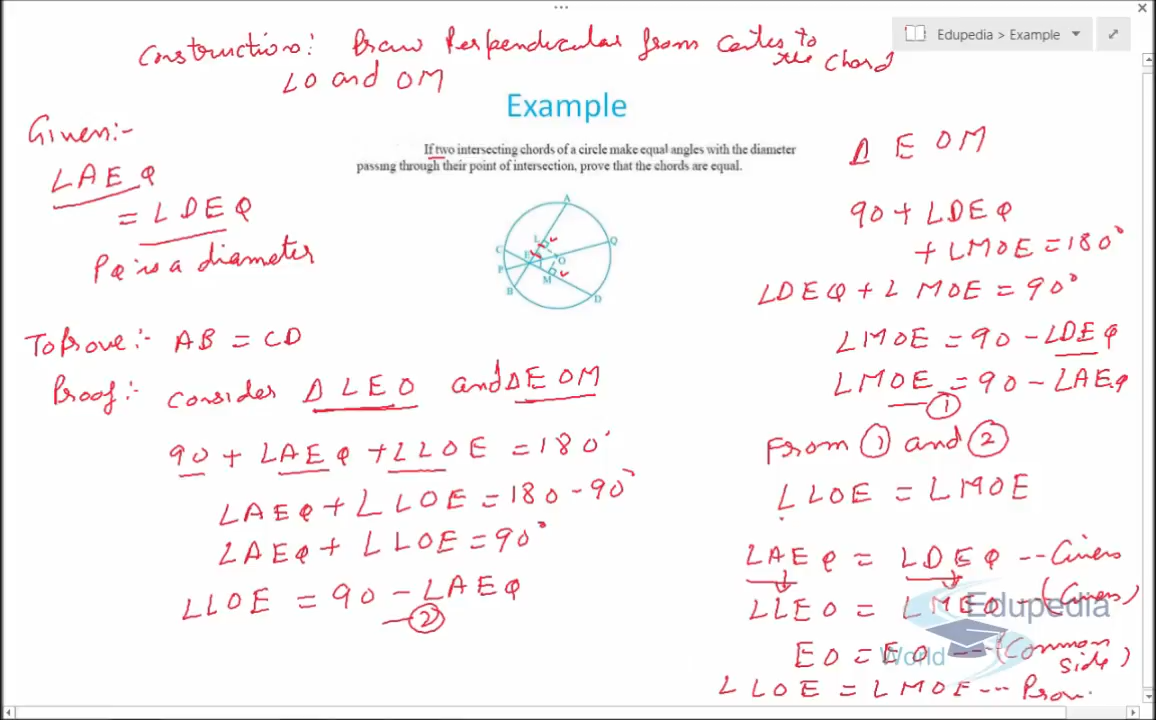 Edupedia > Example
Construction: Draw Perpendicular from center to
the chord
LO and OM
Example
If two intersecting chords of a circle make equal angles with the diameter
passing through their point of intersection, prove that the chords are equal.
Given:-
∠AEQ
= ∠DEQ
PQ is a diameter
To Prove:- AB = CD
Proof:- consider Δ LEO and Δ EOM
90 + ∠AEQ + ∠LOE = 180°
∠AEQ + ∠LOE = 180 - 90°
∠AEQ + ∠LOE = 90°
∠LOE = 90 - ∠AEQ
②
A
L
Q
C
E
O
P
M
B
D
Δ EOM
90 + ∠DEQ
+ ∠MOE = 180°
∠DEQ + ∠MOE = 90°
∠MOE = 90 - ∠DEQ
∠MOE = 90 - ∠AEQ
①
From ① and ②
∠LOE = ∠MOE
∠AEQ = ∠DEQ -- Given
∠LEO = ∠MEO -- (Given)
EO = EO -- (Common
side)
∠LOE = ∠MOE --- Prov.
Edupedia
World